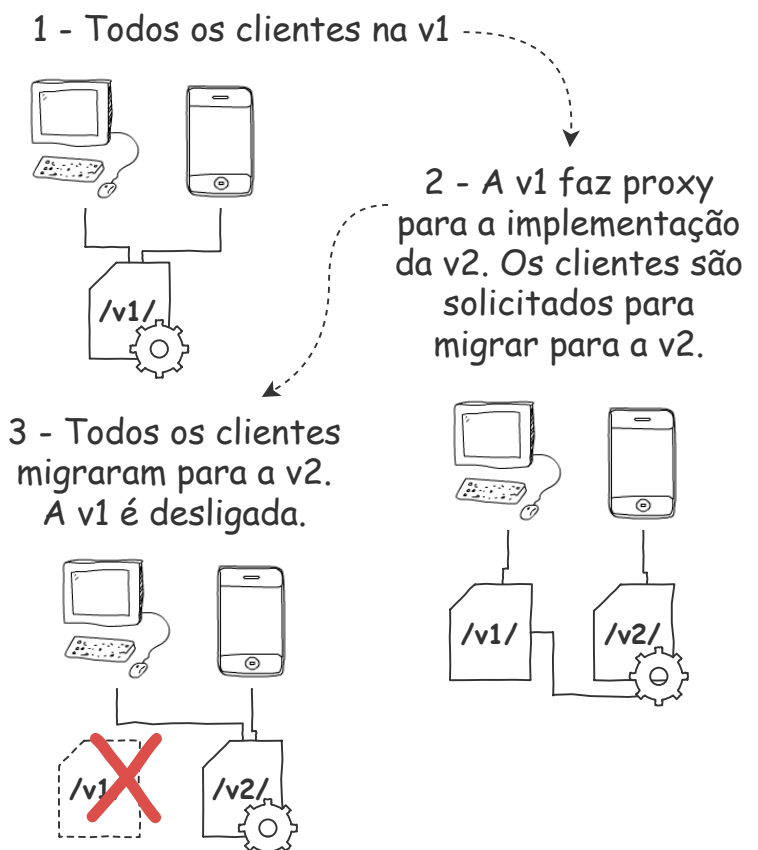 1 - Todos os clientes na v1
/v1/
2 - A v1 faz proxy
para a implementação
da v2. Os clientes são
solicitados para
migrar para a v2.
/v1/
/v2/
3 - Todos os clientes
migraram para a v2.
A v1 é desligada.
/v1/
/v2/